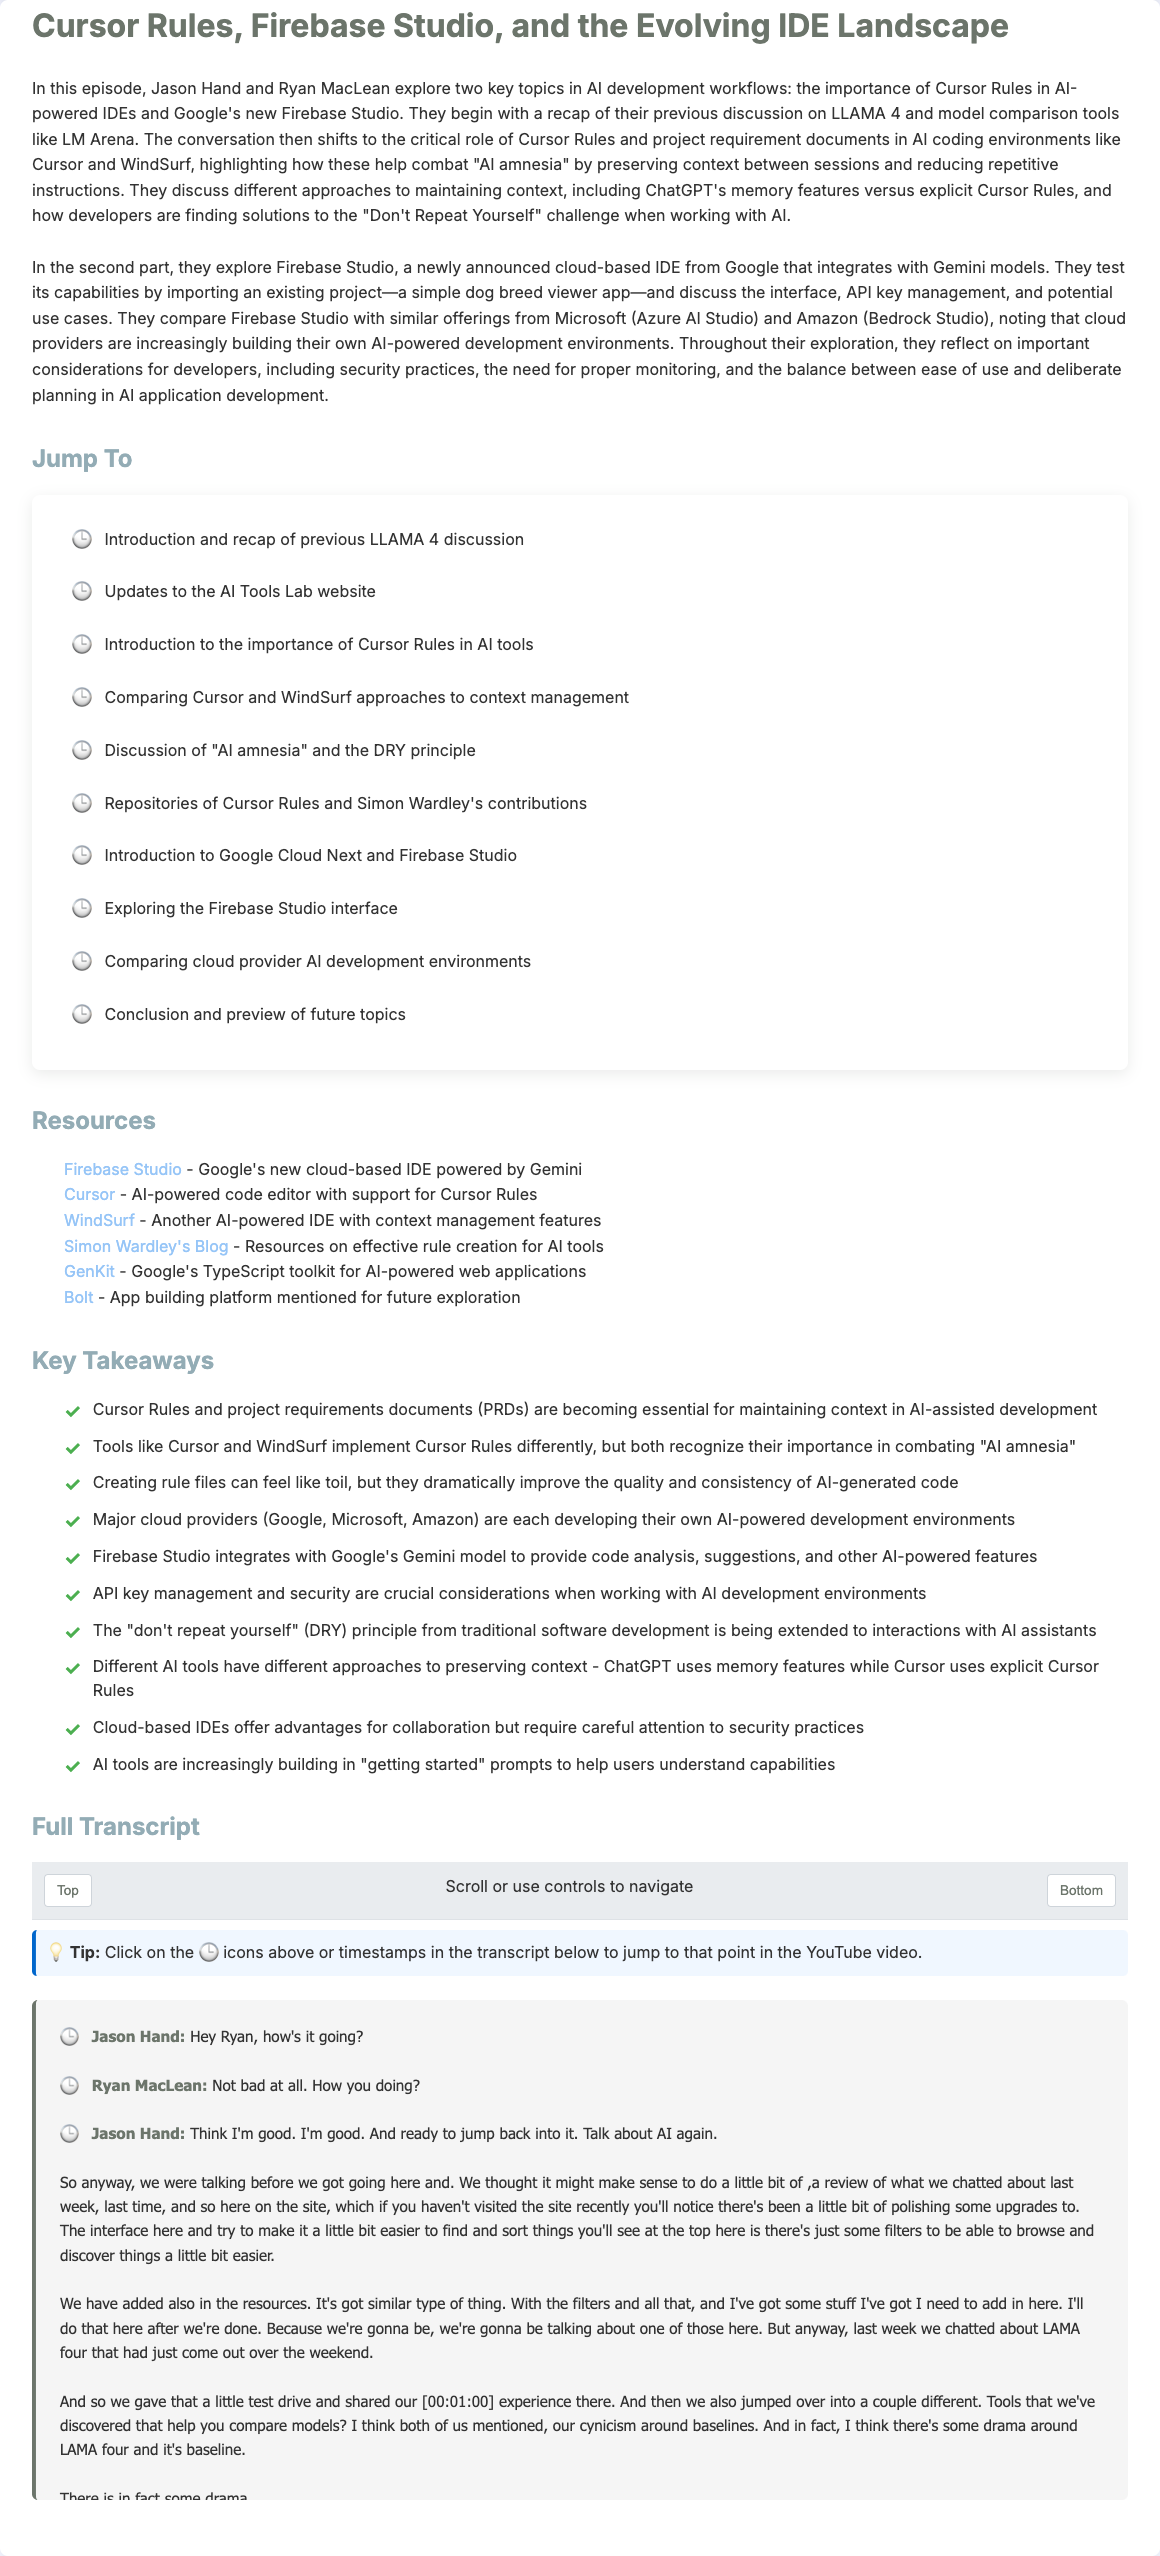 Cursor Rules, Firebase Studio, and the Evolving IDE Landscape
In this episode, Jason Hand and Ryan MacLean explore two key topics in AI development workflows: the importance of Cursor Rules in AI-
powered IDEs and Google's new Firebase Studio. They begin with a recap of their previous discussion on LLAMA 4 and model comparison tools
like LM Arena. The conversation then shifts to the critical role of Cursor Rules and project requirement documents in AI coding environments like
Cursor and WindSurf, highlighting how these help combat "AI amnesia" by preserving context between sessions and reducing repetitive
instructions. They discuss different approaches to maintaining context, including ChatGPT's memory features versus explicit Cursor Rules, and
how developers are finding solutions to the "Don't Repeat Yourself" challenge when working with AI.
In the second part, they explore Firebase Studio, a newly announced cloud-based IDE from Google that integrates with Gemini models. They test
its capabilities by importing an existing project—a simple dog breed viewer app—and discuss the interface, API key management, and potential
use cases. They compare Firebase Studio with similar offerings from Microsoft (Azure AI Studio) and Amazon (Bedrock Studio), noting that cloud
providers are increasingly building their own AI-powered development environments. Throughout their exploration, they reflect on important
considerations for developers, including security practices, the need for proper monitoring, and the balance between ease of use and deliberate
planning in AI application development.
Jump To
Introduction and recap of previous LLAMA 4 discussion
Updates to the AI Tools Lab website
Introduction to the importance of Cursor Rules in AI tools
Comparing Cursor and WindSurf approaches to context management
Discussion of "AI amnesia" and the DRY principle
Repositories of Cursor Rules and Simon Wardley's contributions
Introduction to Google Cloud Next and Firebase Studio
Exploring the Firebase Studio interface
Comparing cloud provider AI development environments
Conclusion and preview of future topics
Resources
Firebase Studio - Google's new cloud-based IDE powered by Gemini
Cursor - AI-powered code editor with support for Cursor Rules
WindSurf - Another AI-powered IDE with context management features
Simon Wardley's Blog - Resources on effective rule creation for AI tools
GenKit - Google's TypeScript toolkit for AI-powered web applications
Bolt - App building platform mentioned for future exploration
Key Takeaways
Cursor Rules and project requirements documents (PRDs) are becoming essential for maintaining context in AI-assisted development
Tools like Cursor and WindSurf implement Cursor Rules differently, but both recognize their importance in combating "AI amnesia"
Creating rule files can feel like toil, but they dramatically improve the quality and consistency of AI-generated code
Major cloud providers (Google, Microsoft, Amazon) are each developing their own AI-powered development environments
Firebase Studio integrates with Google's Gemini model to provide code analysis, suggestions, and other AI-powered features
API key management and security are crucial considerations when working with AI development environments
The "don't repeat yourself" (DRY) principle from traditional software development is being extended to interactions with AI assistants
Different AI tools have different approaches to preserving context - ChatGPT uses memory features while Cursor uses explicit Cursor
Rules
Cloud-based IDEs offer advantages for collaboration but require careful attention to security practices
AI tools are increasingly building in "getting started" prompts to help users understand capabilities
Full Transcript
Top
Scroll or use controls to navigate
Bottom
💡 Tip: Click on the 🕒 icons above or timestamps in the transcript below to jump to that point in the YouTube video.
Jason Hand: Hey Ryan, how's it going?
Ryan MacLean: Not bad at all. How you doing?
Jason Hand: Think I'm good. I'm good. And ready to jump back into it. Talk about AI again.
So anyway, we were talking before we got going here and. We thought it might make sense to do a little bit of ,a review of what we chatted about last
week, last time, and so here on the site, which if you haven't visited the site recently you'll notice there's been a little bit of polishing some upgrades to.
The interface here and try to make it a little bit easier to find and sort things you'll see at the top here is there's just some filters to be able to browse and
discover things a little bit easier.
We have added also in the resources. It's got similar type of thing. With the filters and all that, and I've got some stuff I've got I need to add in here. I'll
do that here after we're done. Because we're gonna be, we're gonna be talking about one of those here. But anyway, last week we chatted about LAMA
four that had just come out over the weekend.
And so we gave that a little test drive and shared our [00:01:00] experience there. And then we also jumped over into a couple different. Tools that we've
discovered that help you compare models? I think both of us mentioned, our cynicism around baselines. And in fact, I think there's some drama around
LAMA four and it's baseline.
There is in fact some drama